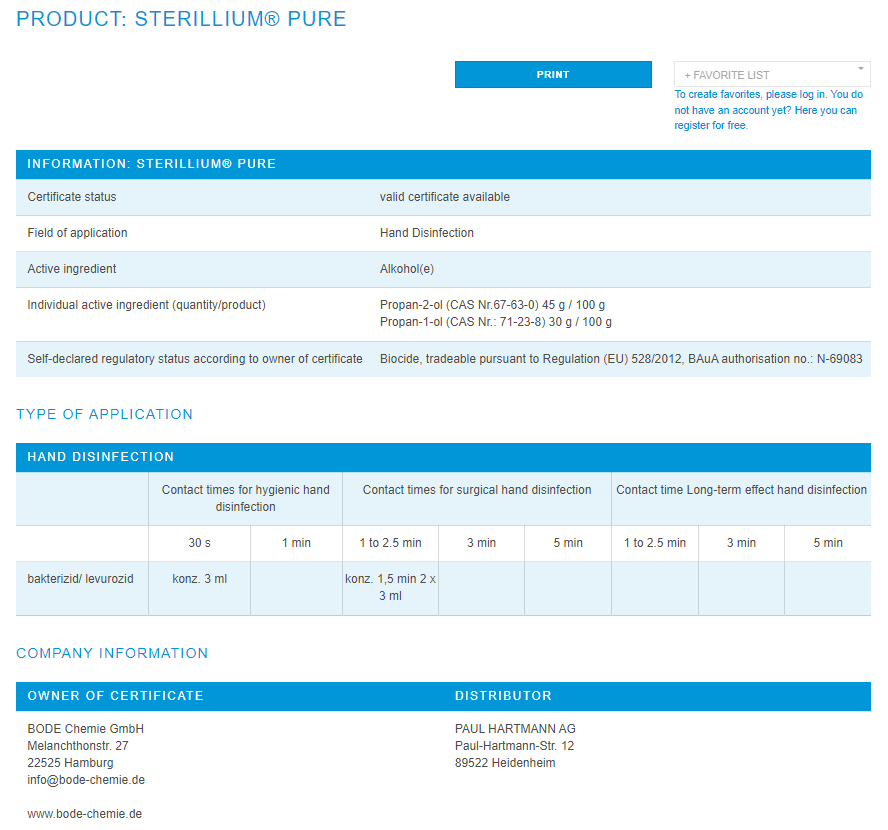 PRODUCT: STERILLIUM® PURE
PRINT
+ FAVORITE LIST
To create favorites, please log in. You do
not have an account yet? Here you can
register for free.
INFORMATION: STERILLIUM® PURE
Certificate status valid certificate available
Field of application Hand Disinfection
Active ingredient Alkohol(e)
Individual active ingredient (quantity/product) Propan-2-ol (CAS Nr.67-63-0) 45 g / 100 g
Propan-1-ol (CAS Nr.: 71-23-8) 30 g / 100 g
Self-declared regulatory status according to owner of certificate Biocide, tradeable pursuant to Regulation (EU) 528/2012, BAuA authorisation no.: N-69083
TYPE OF APPLICATION
HAND DISINFECTION
Contact times for hygienic hand Contact times for surgical hand disinfection Contact time Long-term effect hand disinfection
disinfection
30 s 1 min 1 to 2.5 min 3 min 5 min 1 to 2.5 min 3 min 5 min
bakterizid/ levurozid konz. 3 ml konz. 1,5 min 2 x
3 ml
COMPANY INFORMATION
OWNER OF CERTIFICATE DISTRIBUTOR
BODE Chemie GmbH PAUL HARTMANN AG
Melanchthonstr. 27 Paul-Hartmann-Str. 12
22525 Hamburg 89522 Heidenheim
info@bode-chemie.de
www.bode-chemie.de